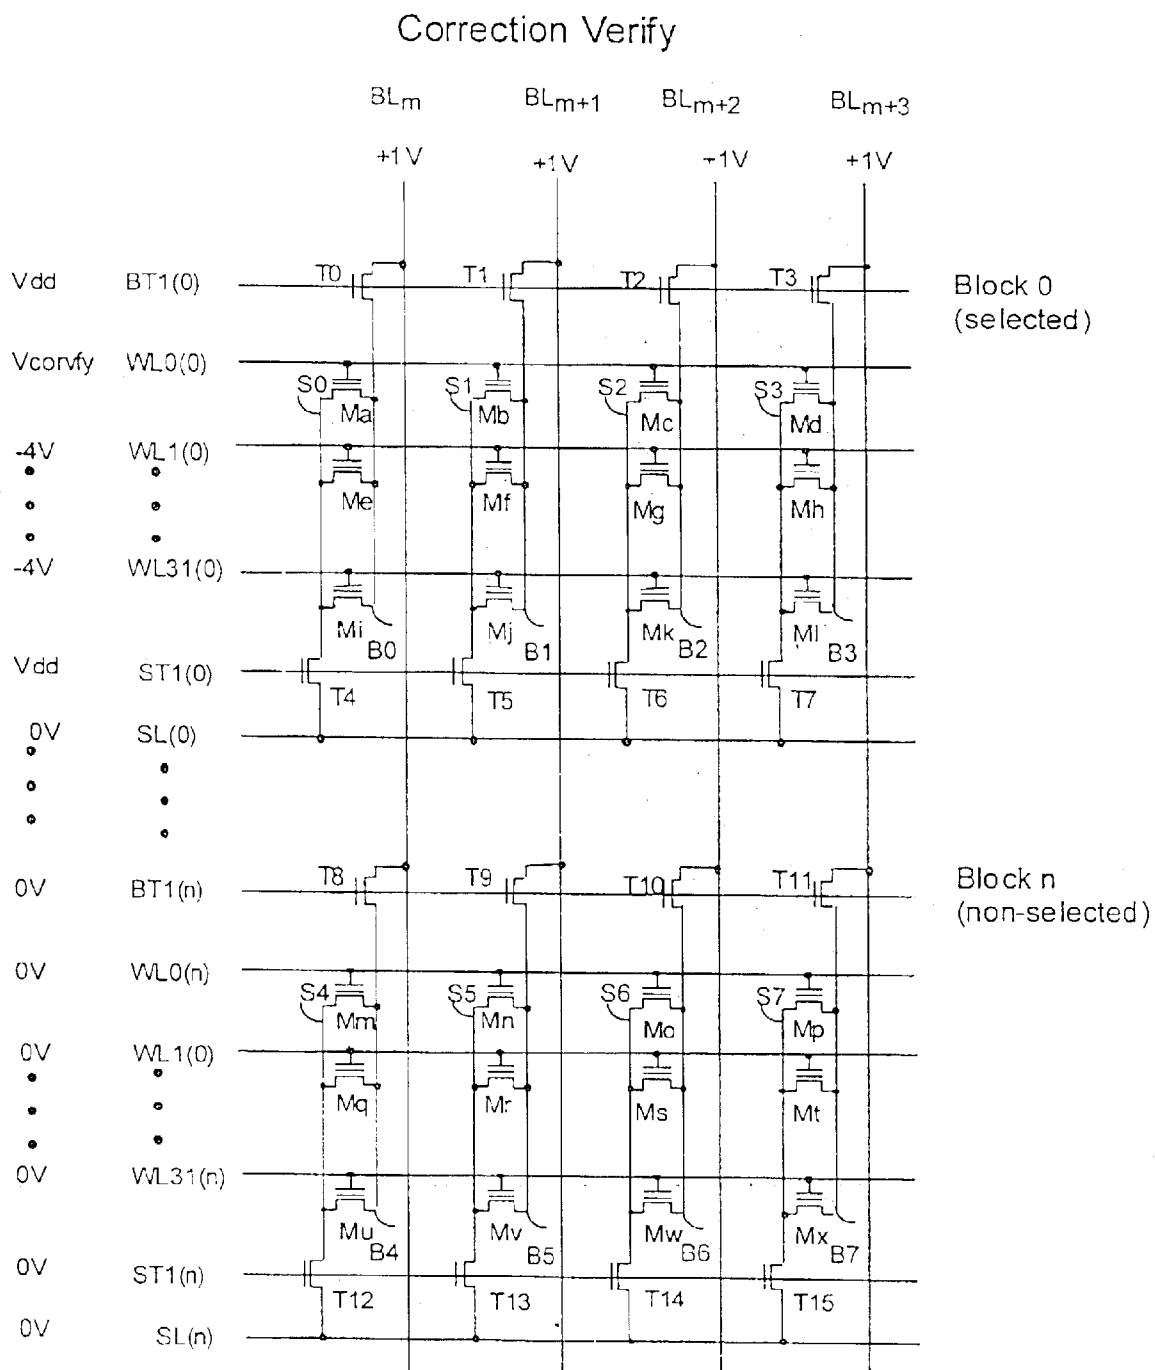 Correction Verify
BLm BLm+1 BLm+2 BLm+3
+1V +1V +1V +1V
Vdd BT1(0) T0 T1 T2 T3 Block 0
(selected)
Vcorvfy WL0(0)
S0 S1 S2 S3
Ma Mb Mc Md
-4V WL1(0)
Me Mf Mg Mh
-4V WL31(0)
Mi Mj Mk Ml
B0 B1 B2 B3
Vdd ST1(0)
T4 T5 T6 T7
0V SL(0)
T8 T9 T10 T11
0V BT1(n) Block n
(non-selected)
0V WL0(n)
S4 S5 S6 S7
Mm Mn Mo Mp
0V WL1(0)
Mq Mr Ms Mt
0V WL31(n)
Mu Mv Mw Mx
B4 B5 B6 B7
0V ST1(n)
T12 T13 T14 T15
0V SL(n)